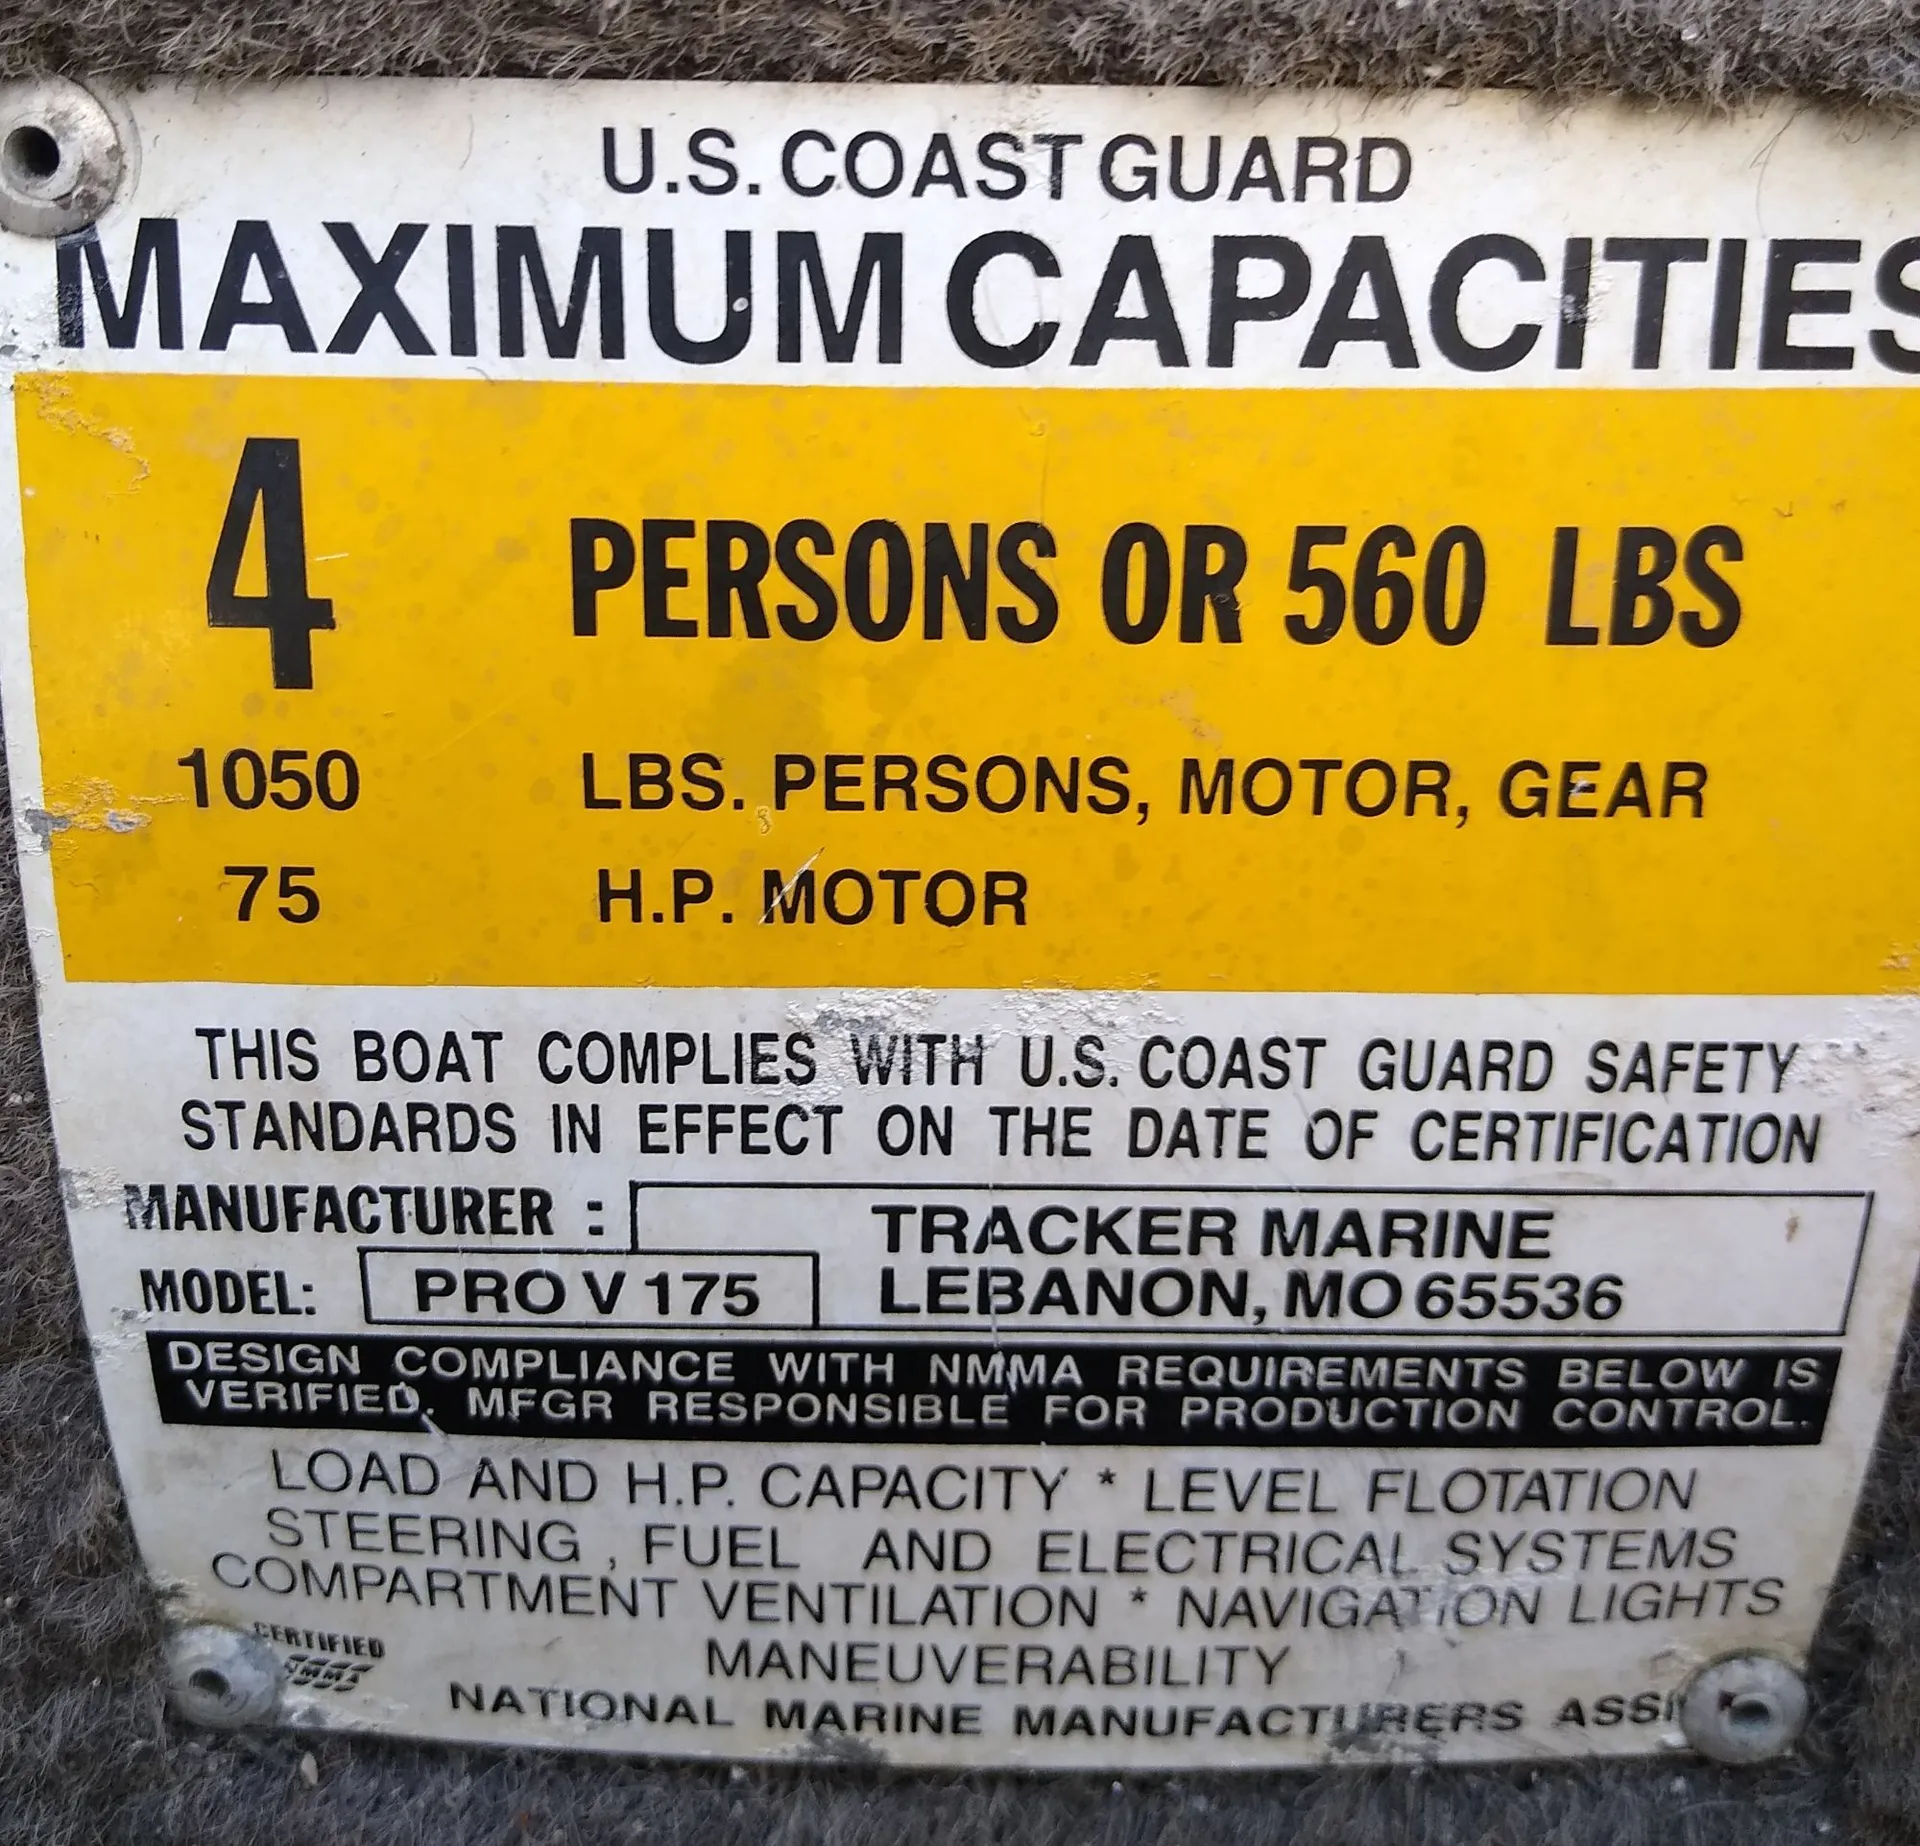 U.S. COAST GUARD
MAXIMUM CAPACITIES
4 PERSONS OR 560 LBS
1050 LBS. PERSONS, MOTOR, GEAR
75 H.P. MOTOR
THIS BOAT COMPLIES WITH U.S. COAST GUARD SAFETY
STANDARDS IN EFFECT ON THE DATE OF CERTIFICATION
MANUFACTURER : TRACKER MARINE
MODEL: PRO V 175 LEBANON, MO 65536
DESIGN COMPLIANCE WITH NMMA REQUIREMENTS BELOW IS
VERIFIED. MFGR RESPONSIBLE FOR PRODUCTION CONTROL.
LOAD AND H.P. CAPACITY * LEVEL FLOTATION
STEERING , FUEL AND ELECTRICAL SYSTEMS
COMPARTMENT VENTILATION * NAVIGATION LIGHTS
MANEUVERABILITY
CERTIFIED
NMMA
NATIONAL MARINE MANUFACTURERS